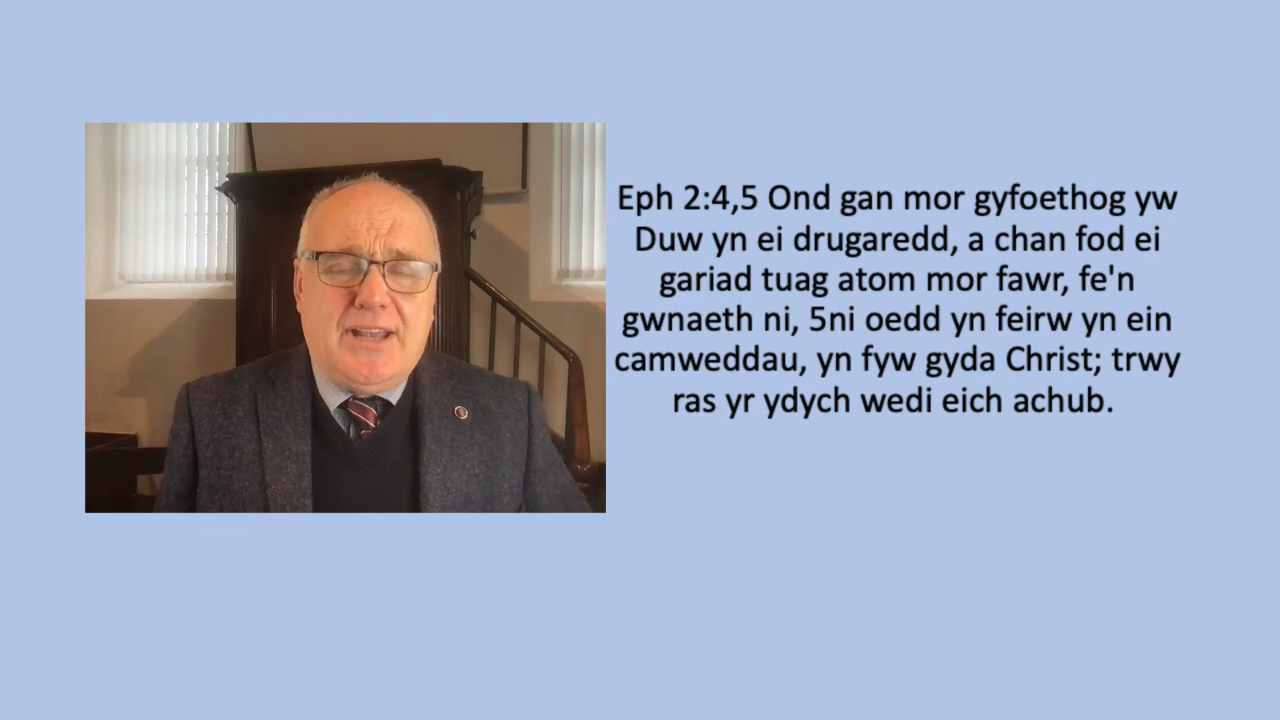 Eph 2:4,5 Ond gan mor gyfoethog yw
Duw yn ei drugaredd, a chan fod ei
gariad tuag atom mor fawr, fe'n
gwnaeth ni, 5ni oedd yn feirw yn ein
camweddau, yn fyw gyda Christ; trwy
ras yr ydych wedi eich achub.